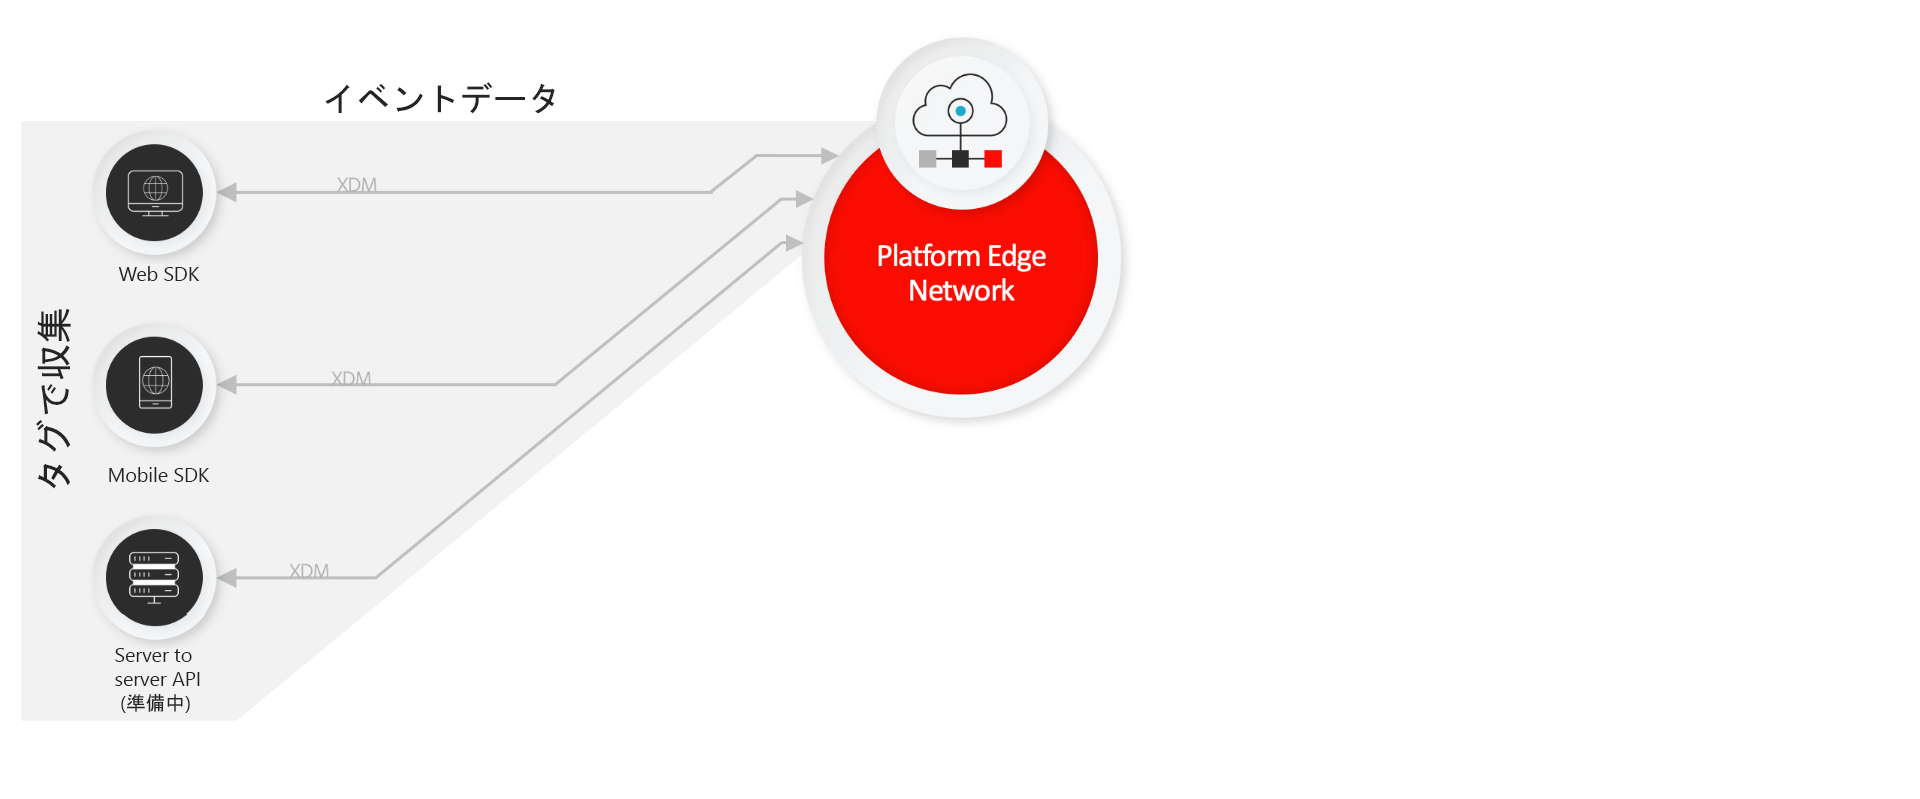 イベントデータ
タグで収集
XDM
Web SDK
XDM
Mobile SDK
XDM
Server to
server API
(準備中)
Platform Edge
Network